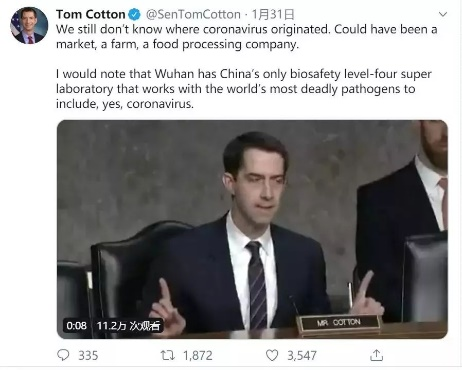 Tom Cotton @SenTomCotton · 1月31日
We still don't know where coronavirus originated. Could have been a
market, a farm, a food processing company.
I would note that Wuhan has China's only biosafety level-four super
laboratory that works with the world's most deadly pathogens to
include, yes, coronavirus.
MR. COTTON
0:08 11.2万 次观看
335 1,872 3,547